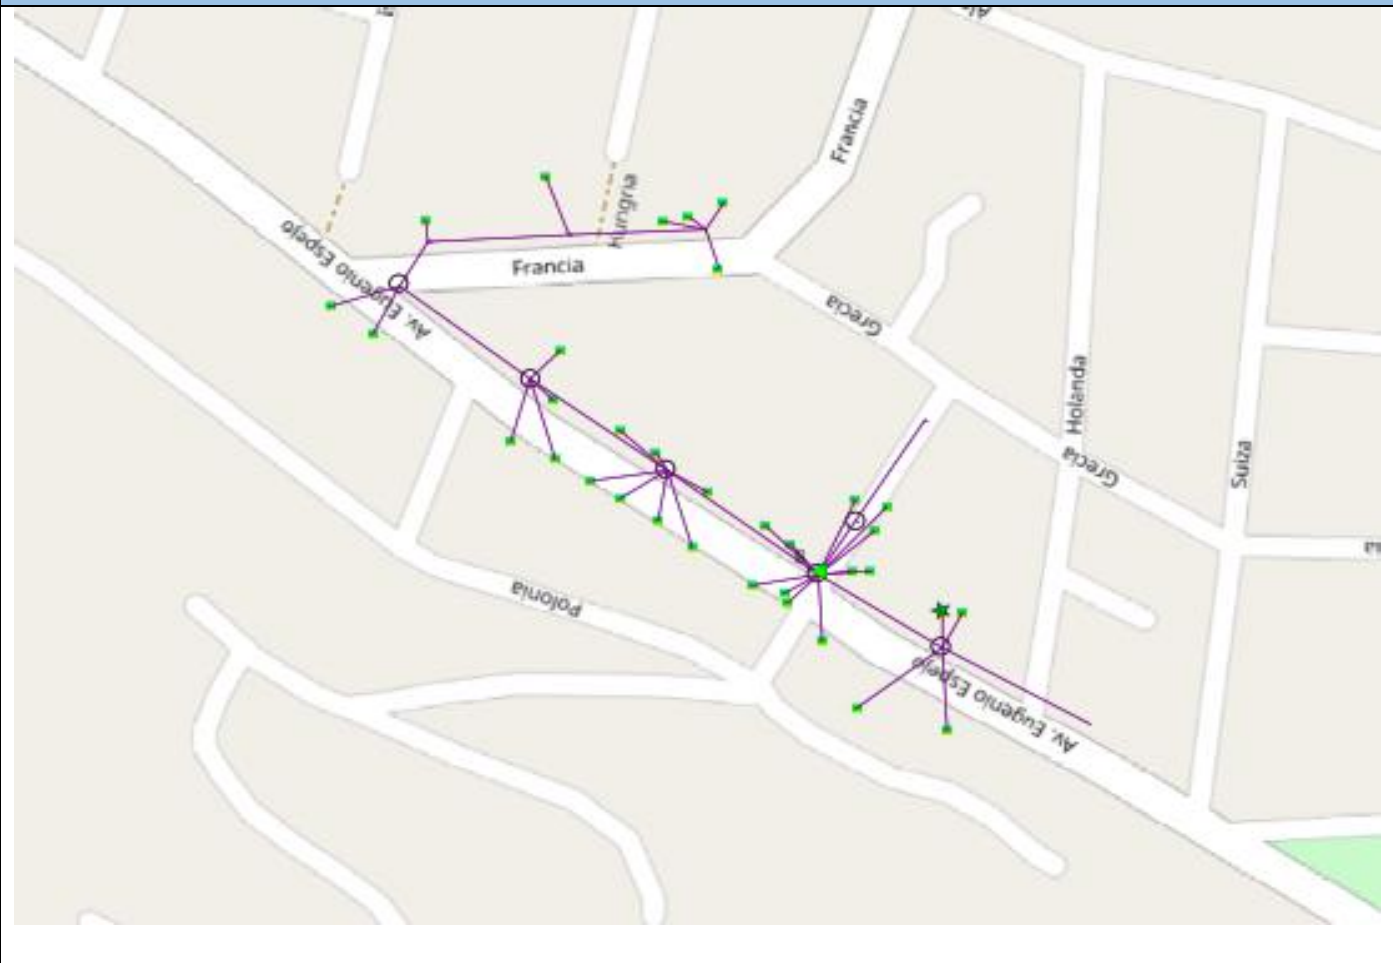 Francia
Hungria
Av. Eugenio Espejo
Francia
Grecia
Holanda
Grecia
Suiza
Polonia
Av. Eugenio Espejo